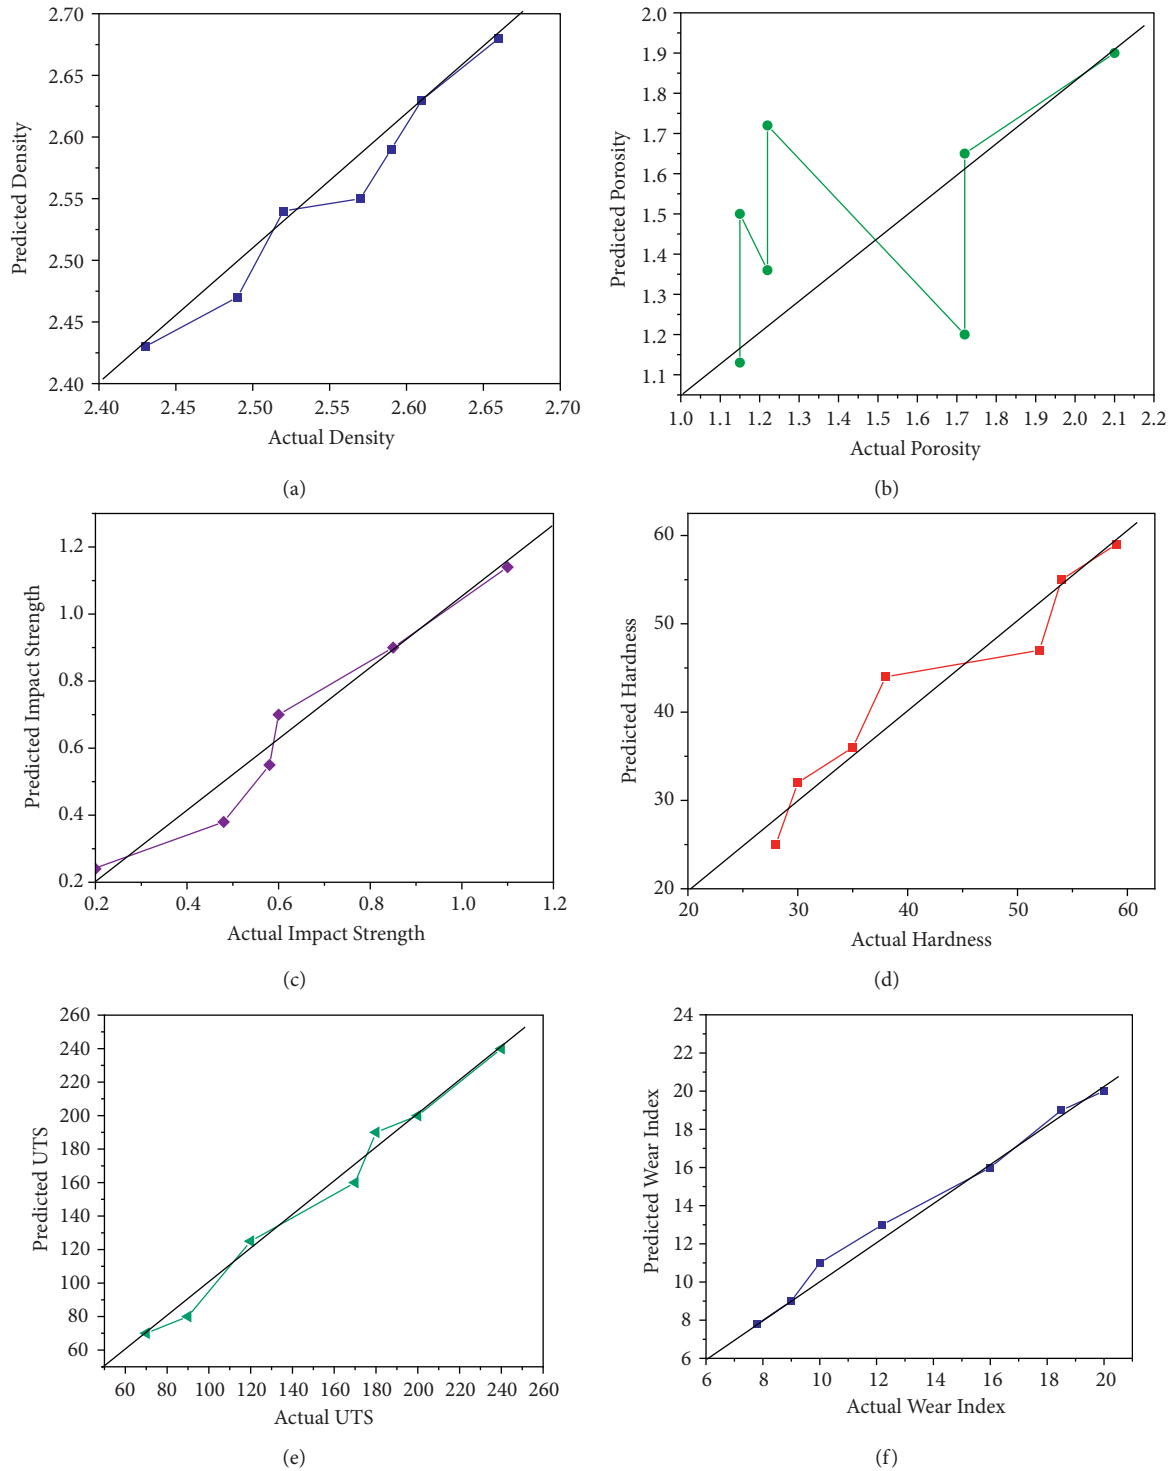 2.70
2.65
2.60
2.55
2.50
2.45
2.40
2.40 2.45 2.50 2.55 2.60 2.65 2.70
Predicted Density
Actual Density
(a)
2.0
1.9
1.8
1.7
1.6
1.5
1.4
1.3
1.2
1.1
1.0 1.1 1.2 1.3 1.4 1.5 1.6 1.7 1.8 1.9 2.0 2.1 2.2
Predicted Porosity
Actual Porosity
(b)
1.2
1.0
0.8
0.6
0.4
0.2
0.2 0.4 0.6 0.8 1.0 1.2
Predicted Impact Strength
Actual Impact Strength
(c)
60
50
40
30
20
20 30 40 50 60
Predicted Hardness
Actual Hardness
(d)
260
240
220
200
180
160
140
120
100
80
60
60 80 100 120 140 160 180 200 220 240 260
Predicted UTS
Actual UTS
(e)
24
22
20
18
16
14
12
10
8
6
6 8 10 12 14 16 18 20
Predicted Wear Index
Actual Wear Index
(f)